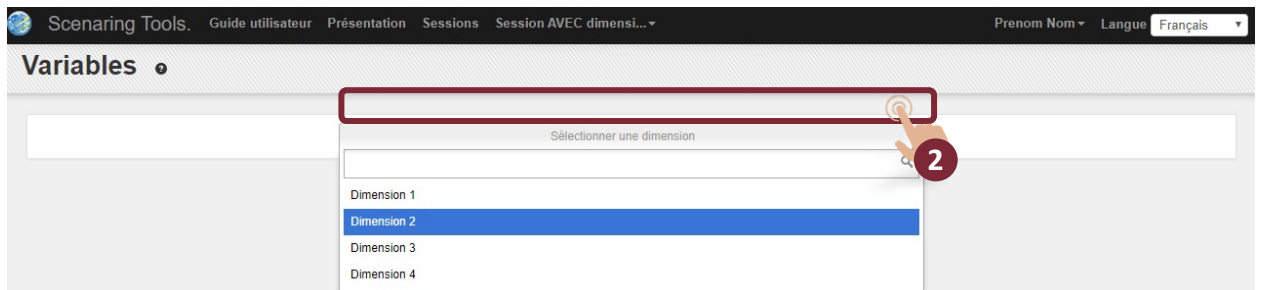 Scenaring Tools. Guide utilisateur Présentation Sessions Session AVEC dimensi... Prenom Nom Langue Français
Variables
Sélectionner une dimension
2
Dimension 1
Dimension 2
Dimension 3
Dimension 4